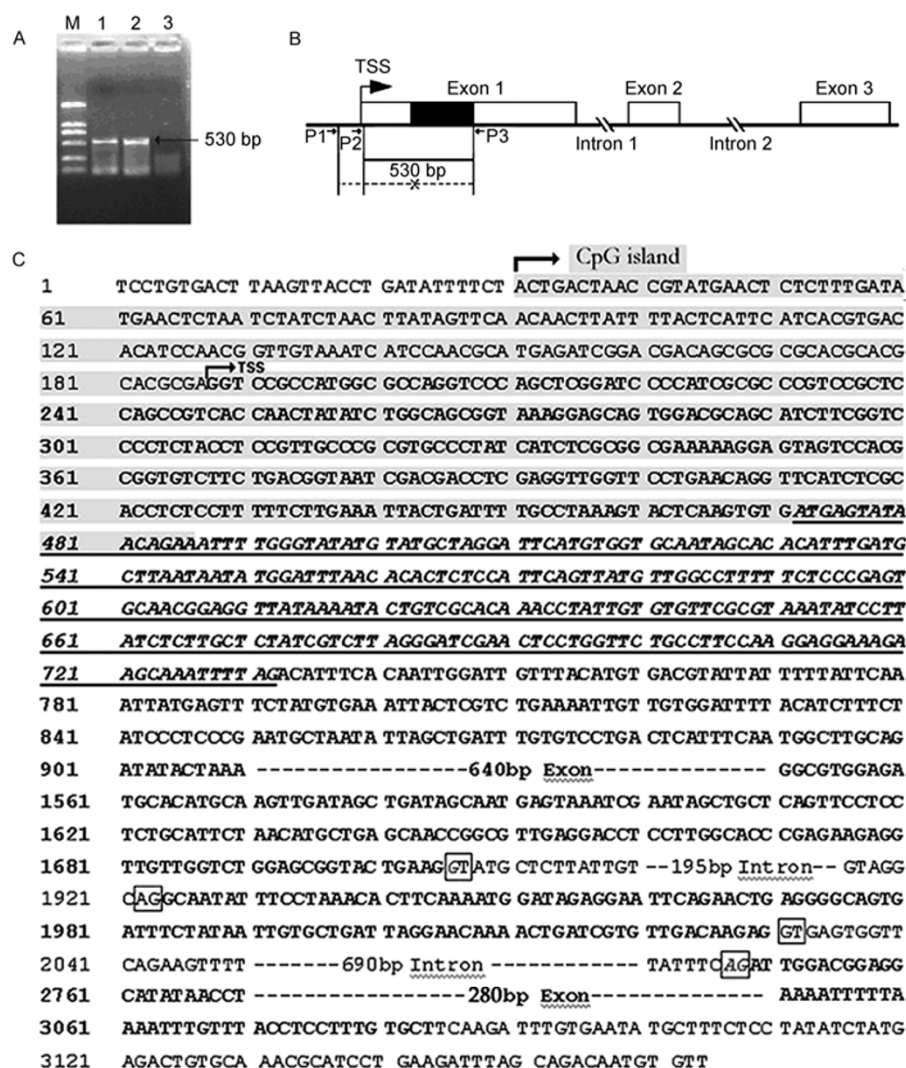 A
M 1 2 3
530 bp
B
TSS
Exon 1 Exon 2 Exon 3
P1 P2 P3
Intron 1 Intron 2
530 bp
X
C
CpG island
1 TCCTGTGACT TAAGTTACCT GATATTTTCT ACTGACTAAC CGTATGAACT CTCTTTGATA
61 TGAACTCTAA TCTATCTAAC TTATAGTTCA ACAACTTATT TTACTCATTC ATCACGTGAC
121 ACATCCAACG GTTGTAAATC ATCCAACGCA TGAGATCGGA CGACAGCGCG CGCACGCACG
TSS
181 CACGCGAGGT CCGCCATGGC GCCAGGTCCC AGCTCGGATC CCCATCGCGC CCGTCCGCTC
241 CAGCCGTCAC CAACTATATC TGGCAGCGGT AAAGGAGCAG TGGACGCAGC ATCTTCGGTC
301 CCCTCTACCT CCGTTGCCCG CGTGCCCTAT CATCTCGCGG CGAAAAAGGA GTAGTCCACG
361 CGGTGTCTTC TGACGGTAAT CGACGACCTC GAGGTTGGTT CCTGAACAGG TTCATCTCGC
421 ACCTCTCCTT TTTCTTGAAA TTACTGATTT TGCCTAAAGT ACTCAAGTGT GATGAGTATA
481 ACAGAAATTT TGGGTATATG TATGCTAGGA TTCATGTGGT GCAATAGCAC ACATTTGATG
541 CTTAATAATA TGGATTTAAC ACACTCTCCA TTCAGTTATG TTGGCCTTTT TCTCCCGAGT
601 GCAACGGAGG TTATAAAATA CTGTCGCACA AACCTATTGT GTGTTCGCGT AAATATCCTT
661 ATCTCTTGCT CTATCGTCTT AGGGATCGAA CTCCTGGTTC TGCCTTCCAA GGAGGAAAGA
721 AGCAAATTTT AGACATTTCA CAATTGGATT GTTTACATGT GACGTATTAT TTTTATTCAA
781 ATTATGAGTT TCTATGTGAA ATTACTCGTC TGAAAATTGT TGTGGATTTT ACATCTTTCT
841 ATCCCTCCCG AATGCTAATA TTAGCTGATT TGTGTCCTGA CTCATTTCAA TGGCTTGCAG
901 ATATACTAAA -----------------640bp Exon-------------- GGCGTGGAGA
1561 TGCACATGCA AGTTGATAGC TGATAGCAAT GAGTAAATCG AATAGCTGCT CAGTTCCTCC
1621 TCTGCATTCT AACATGCTGA GCAACCGGCG TTGAGGACCT CCTTGGCACC CGAGAAGAGG
1681 TTGTTGGTCT GGAGCGGTAC TGAAGGTATG CTCTTATTGT --195bp Intron-- GTAGG
1921 CAGGCAATAT TTCCTAAACA CTTCAAAATG GATAGAGGAA TTCAGAACTG AGGGGCAGTG
1981 ATTTCTATAA TTGTGCTGAT TAGGAACAAA ACTGATCGTG TTGACAAGAG GTGAGTGGTT
2041 CAGAAGTTTT -------690bp Intron------------- TATTTCAGAT TGGACGGAGG
2761 CATATAACCT -----------------280bp Exon-------------- AAAATTTTTA
3061 AAATTTGTTT ACCTCCTTTG TGCTTCAAGA TTTGTGAATA TGCTTTCTCC TATATCTATG
3121 AGACTGTGCA AACGCATCCT GAAGATTTAG CAGACAATGT GTT